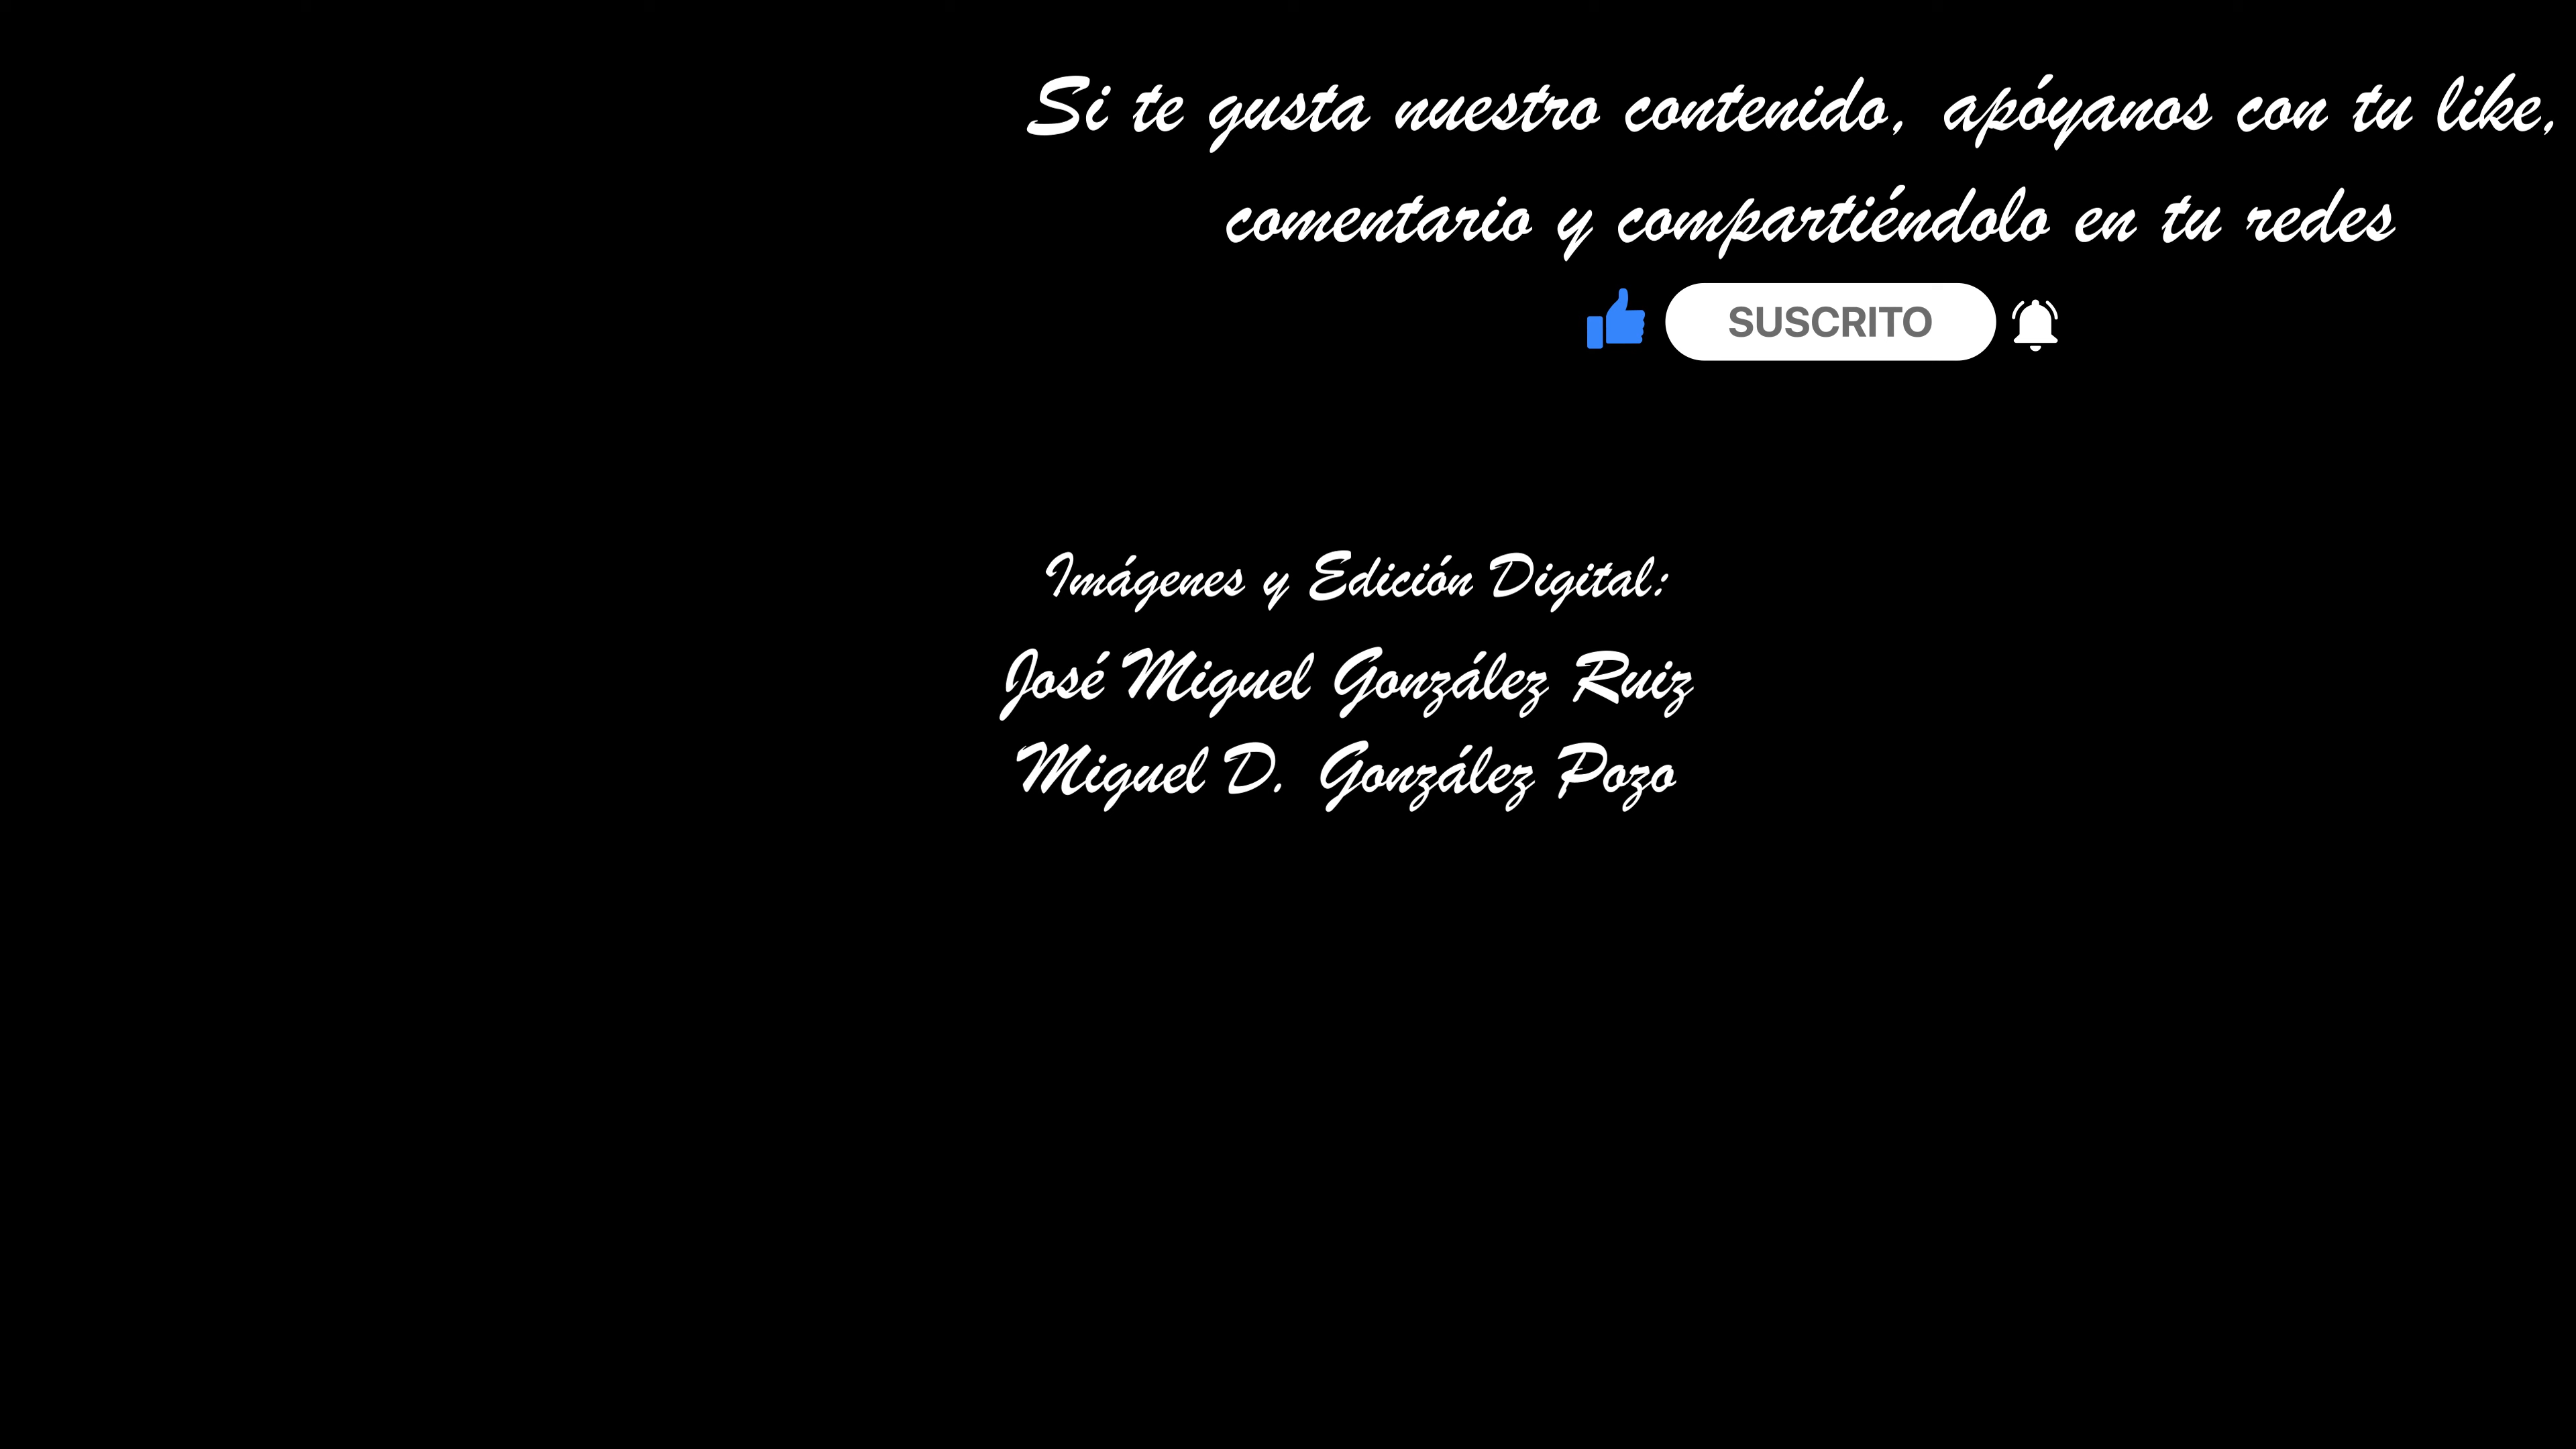 Si te gusta nuestro contenido, apóyanos con tu like,
comentario y compartiéndolo en tu redes
SUSCRITO
Imágenes y Edición Digital:
José Miguel González Ruiz
Miguel D. González Pozo